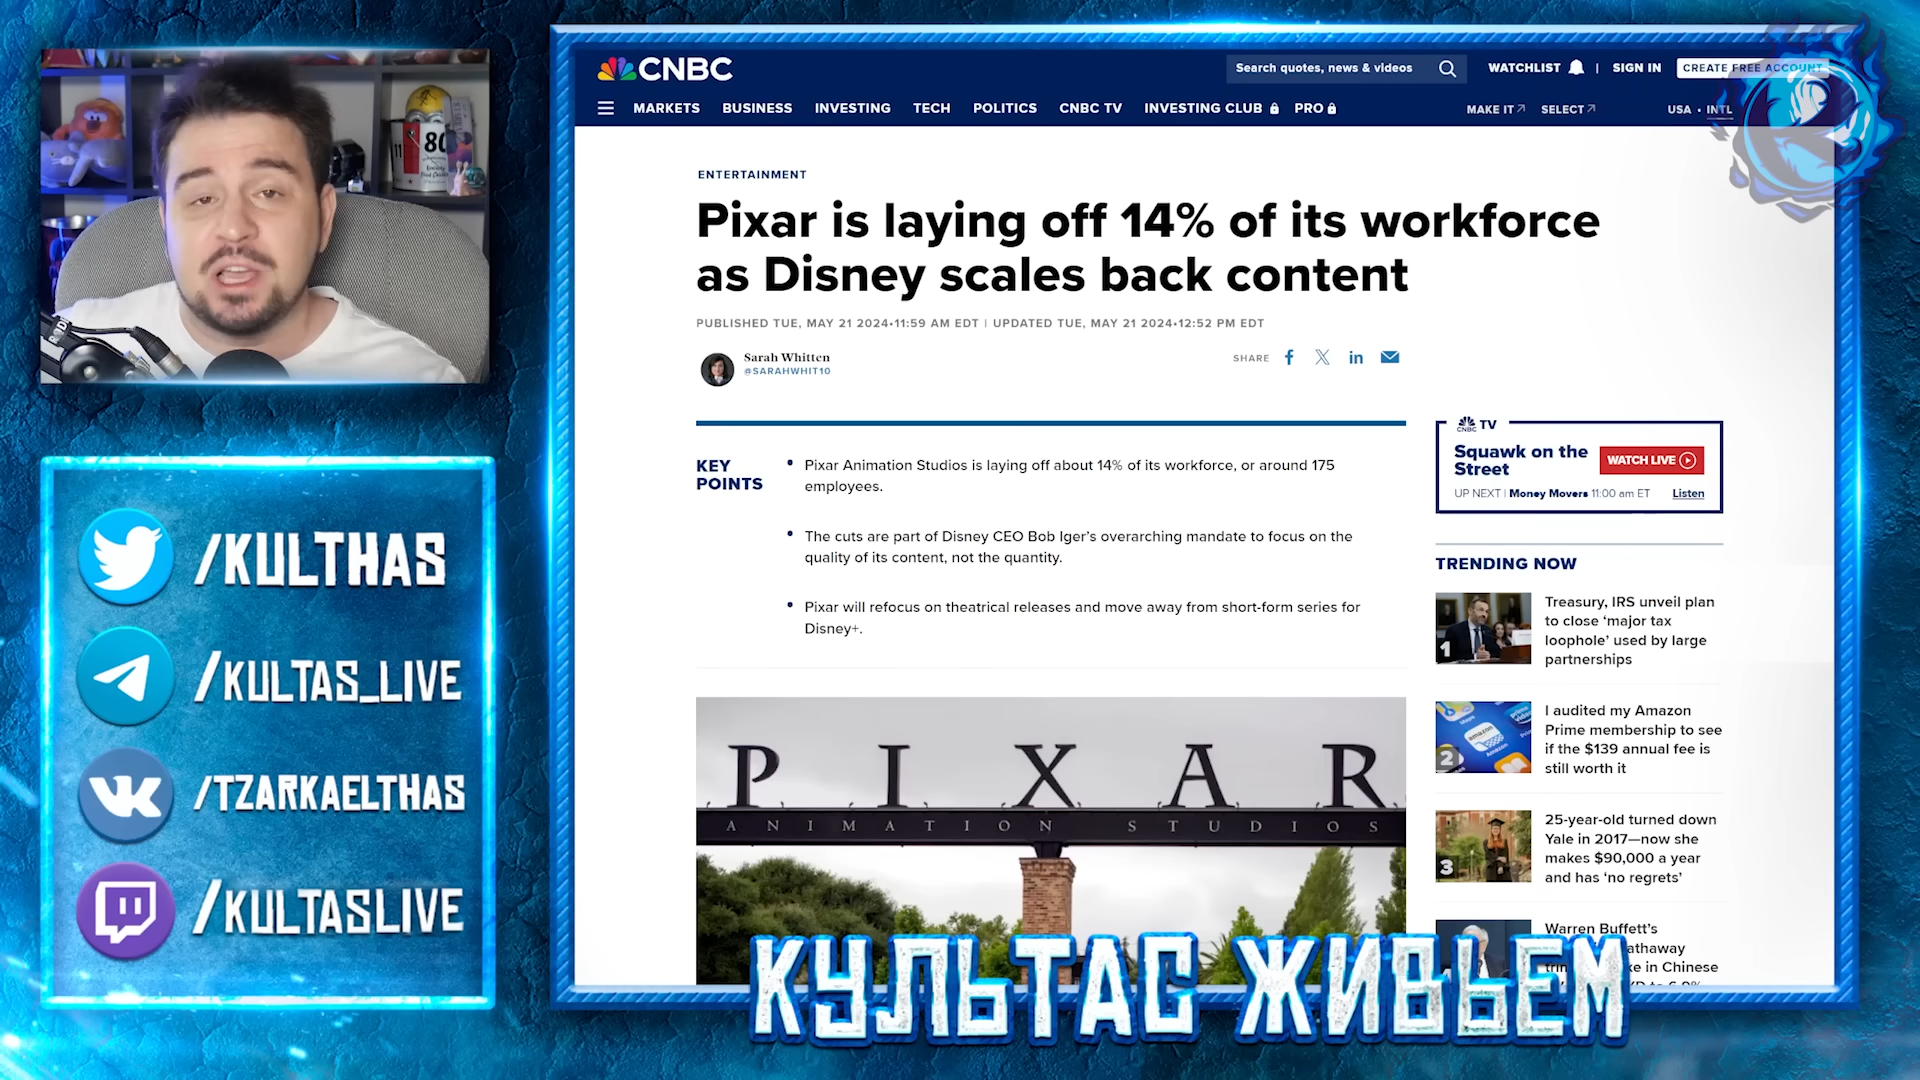 CNBC
Search quotes, news & videos
WATCHLIST
SIGN IN
CREATE FREE ACCOUNT
MARKETS BUSINESS INVESTING TECH POLITICS CNBC TV INVESTING CLUB PRO
MAKE IT SELECT
USA • INTL
ENTERTAINMENT
Pixar is laying off 14% of its workforce
as Disney scales back content
PUBLISHED TUE, MAY 21 2024•11:59 AM EDT | UPDATED TUE, MAY 21 2024•12:52 PM EDT
Sarah Whitten
@SARAHWHIT10
SHARE
KEY
POINTS
• Pixar Animation Studios is laying off about 14% of its workforce, or around 175
employees.
• The cuts are part of Disney CEO Bob Iger’s overarching mandate to focus on the
quality of its content, not the quantity.
• Pixar will refocus on theatrical releases and move away from short-form series for
Disney+.
PIXAR
ANIMATION STUDIOS
CNBC TV
Squawk on the
Street
WATCH LIVE
UP NEXT | Money Movers 11:00 am ET
Listen
TRENDING NOW
1
Treasury, IRS unveil plan
to close ‘major tax
loophole’ used by large
partnerships
2
I audited my Amazon
Prime membership to see
if the $139 annual fee is
still worth it
3
25-year-old turned down
Yale in 2017—now she
makes $90,000 a year
and has ‘no regrets’
Warren Buffett’s
in Chinese
/KULTHAS
/KULTAS_LIVE
/TZARKAELTHAS
/KULTASLIVE
КУЛЬТАС ЖИВЬЕМ
80